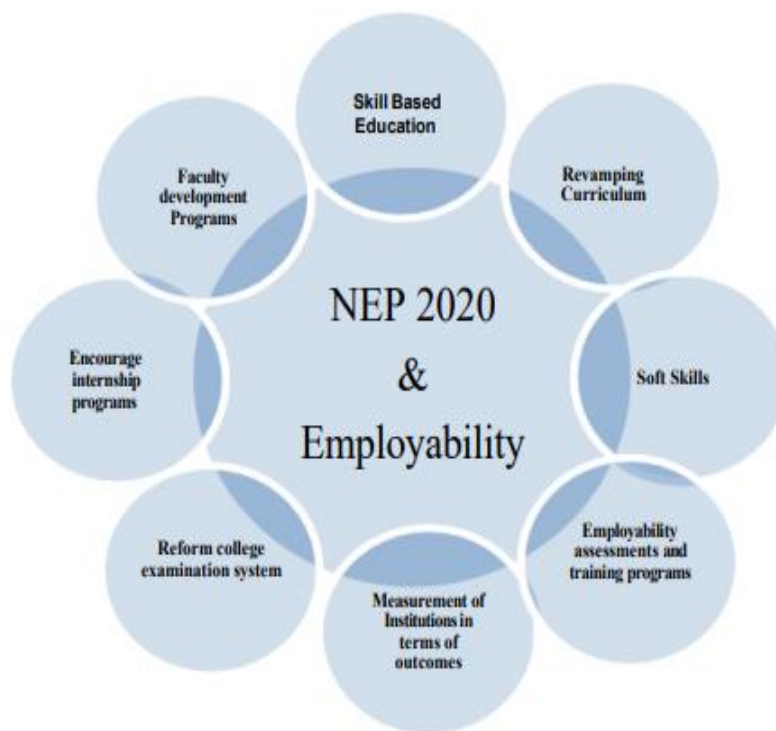 Skill Based
Education
Revamping
Curriculum
Soft Skills
Employability
assessments and
training programs
Measurement of
Institutions in
terms of
outcomes
Reform college
examination system
Encourage
internship
programs
Faculty
development
Programs
NEP 2020
&
Employability